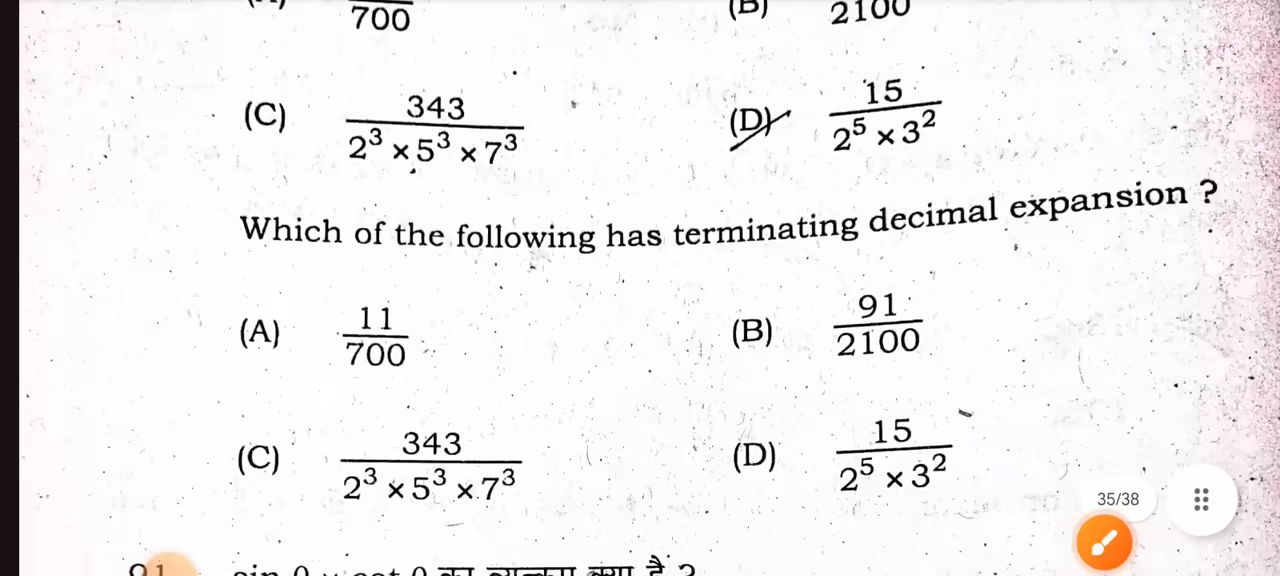 700
(B) 2100
(C) 343 / 2³ × 5³ × 7³
(D) 15 / 2⁵ × 3²
Which of the following has terminating decimal expansion ?
(A) 11 / 700
(B) 91 / 2100
(C) 343 / 2³ × 5³ × 7³
(D) 15 / 2⁵ × 3²
35/38